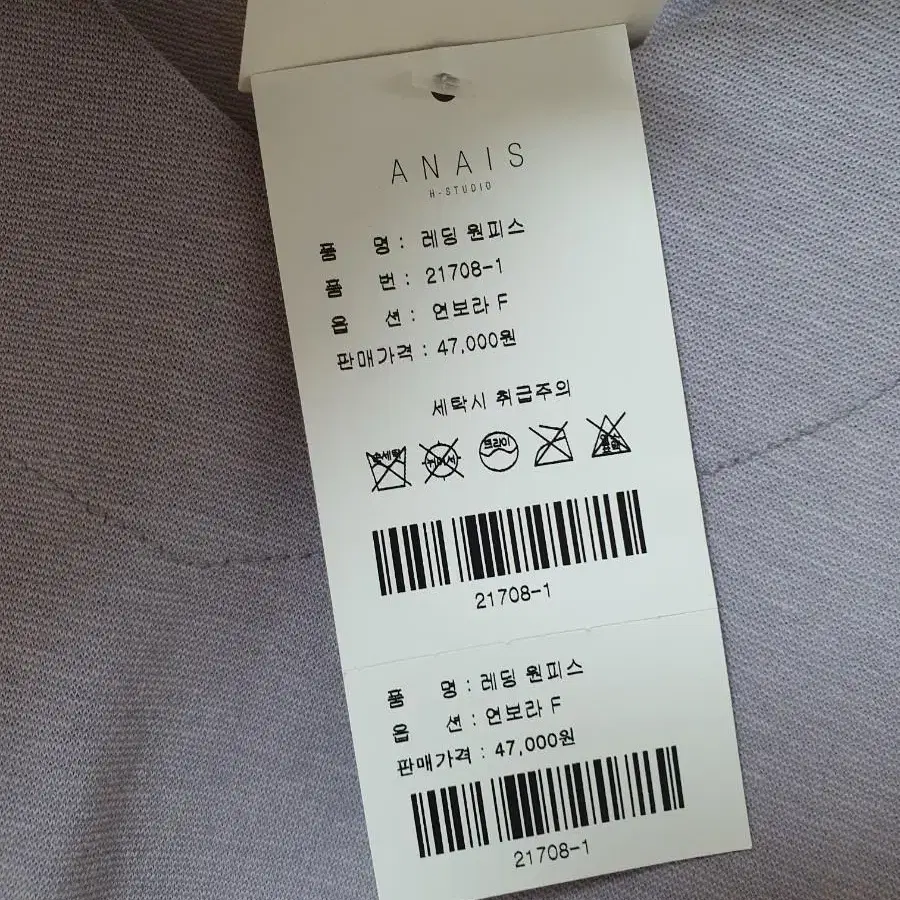 ANAIS
H-STUDIO
품 명 : 레딩 원피스
품 번 : 21708-1
옵 션 : 연보라 F
판매가격 : 47,000원
세탁시 취급주의
손세탁 드라이
21708-1
품 명 : 레딩 원피스
옵 션 : 연보라 F
판매가격 : 47,000원
21708-1